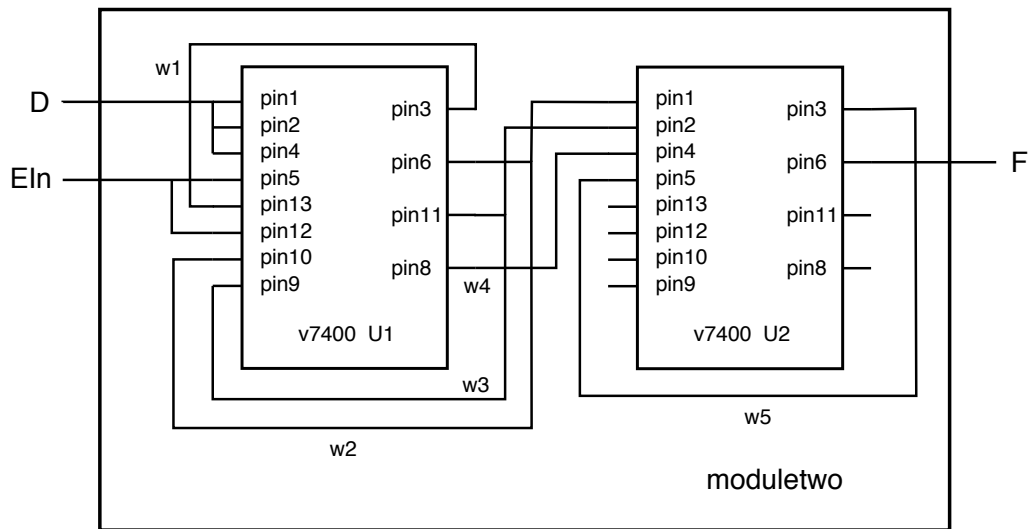 w1
D
EIn
pin1
pin2
pin4
pin5
pin13
pin12
pin10
pin9
pin3
pin6
pin11
pin8
v7400 U1
w4
w3
w2
pin1
pin2
pin4
pin5
pin13
pin12
pin10
pin9
pin3
pin6
pin11
pin8
v7400 U2
F
w5
moduletwo